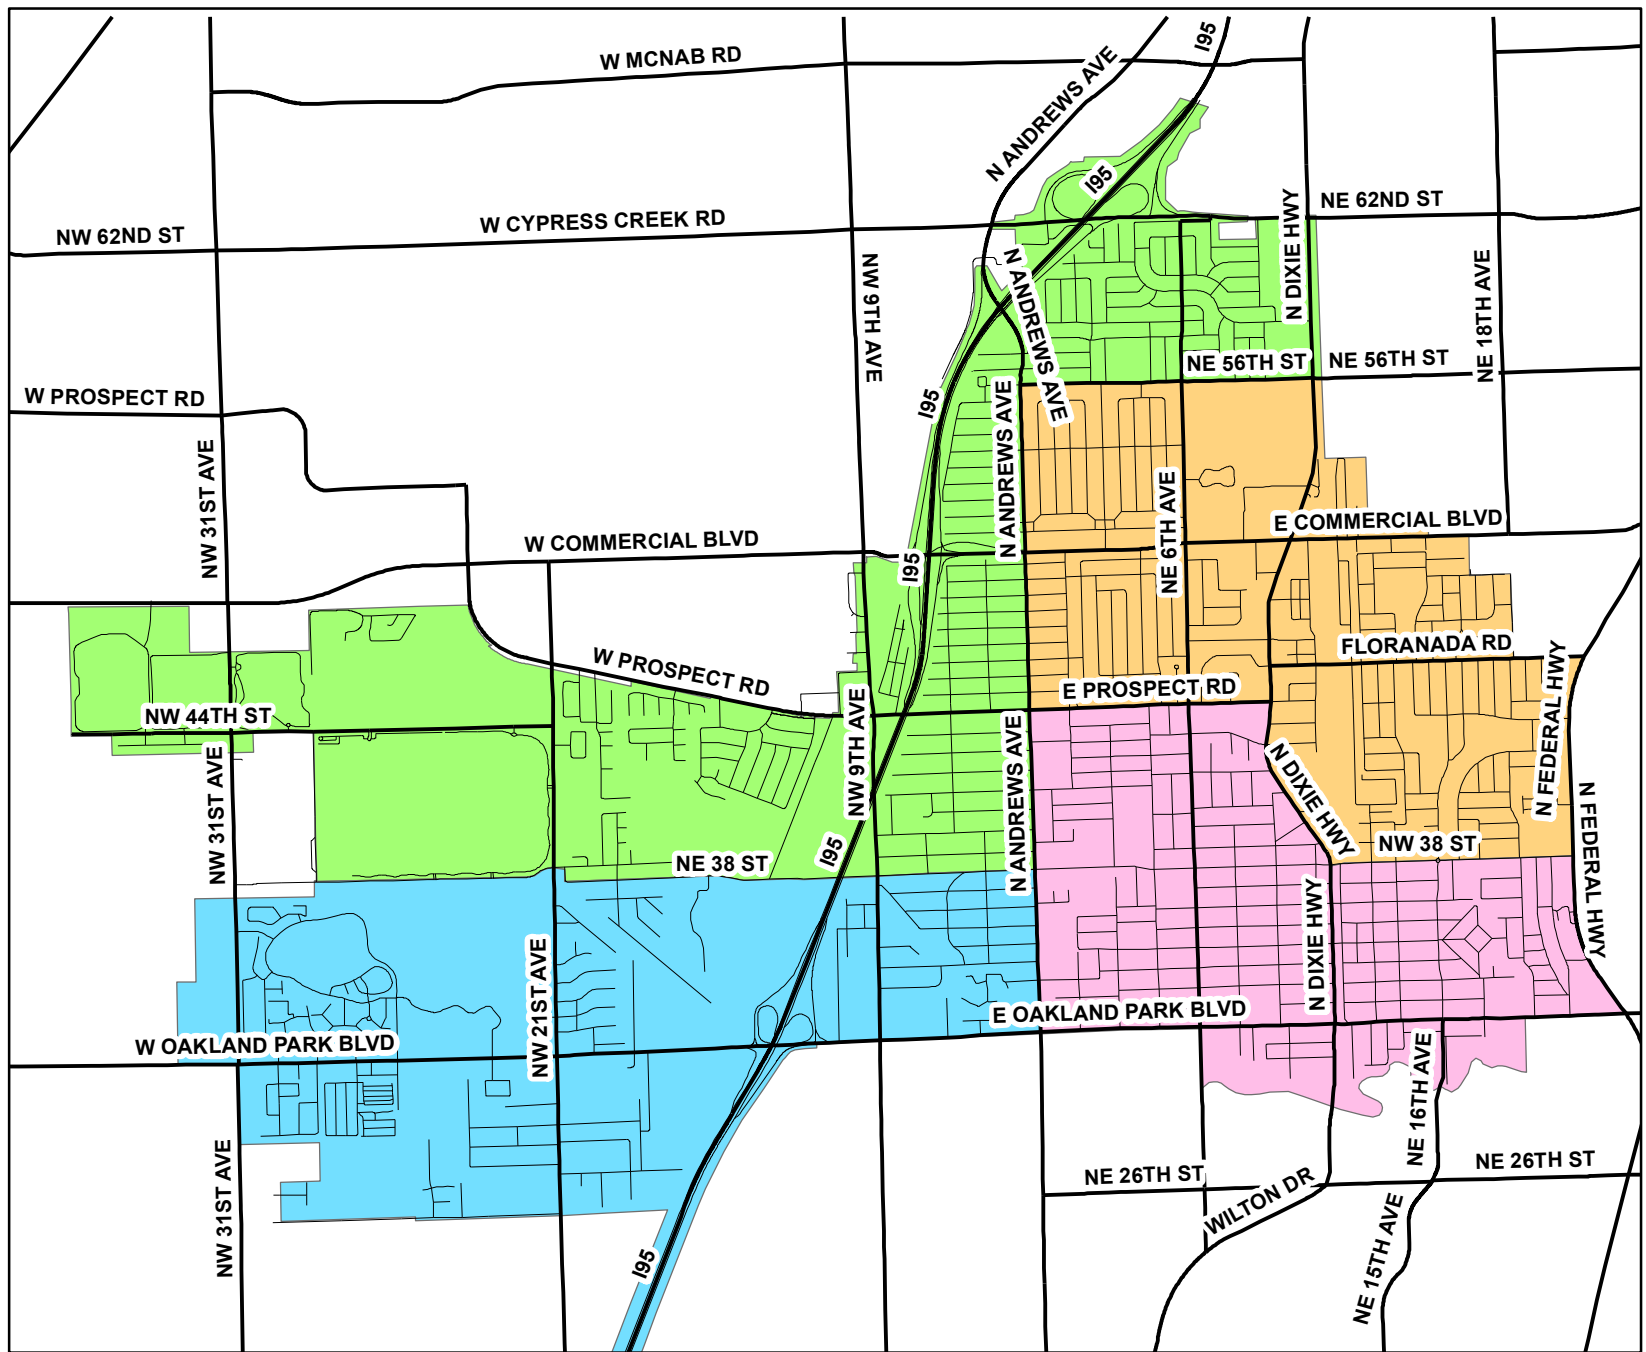 I95
W MCNAB RD
N ANDREWS AVE
I95
NE 62ND ST
W CYPRESS CREEK RD
NW 62ND ST
N DIXIE HWY
NW 9TH AVE
N ANDREWS AVE
NE 18TH AVE
NE 56TH ST
NE 56TH ST
W PROSPECT RD
I95
N ANDREWS AVE
NW 31ST AVE
NE 6TH AVE
E COMMERCIAL BLVD
W COMMERCIAL BLVD
I95
FLORANADA RD
W PROSPECT RD
E PROSPECT RD
N FEDERAL HWY
NW 44TH ST
NW 9TH AVE
N ANDREWS AVE
NW 31ST AVE
N DIXIE HWY
N FEDERAL HWY
I95
NE 38 ST
NW 38 ST
N DIXIE HWY
NW 21ST AVE
E OAKLAND PARK BLVD
W OAKLAND PARK BLVD
NE 16TH AVE
NE 26TH ST
NE 26TH ST
NW 31ST AVE
WILTON DR
NE 15TH AVE
I95